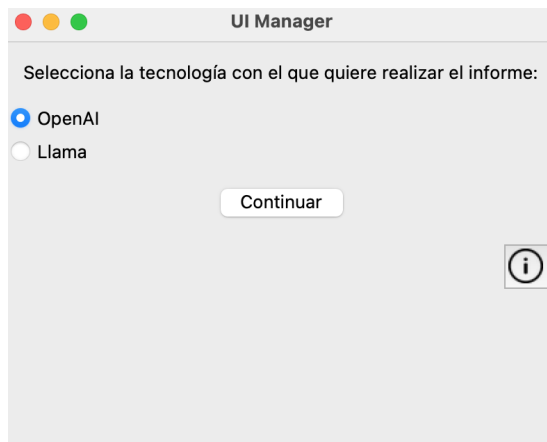 UI Manager
Selecciona la tecnología con el que quiere realizar el informe:
OpenAI
Llama
Continuar
i